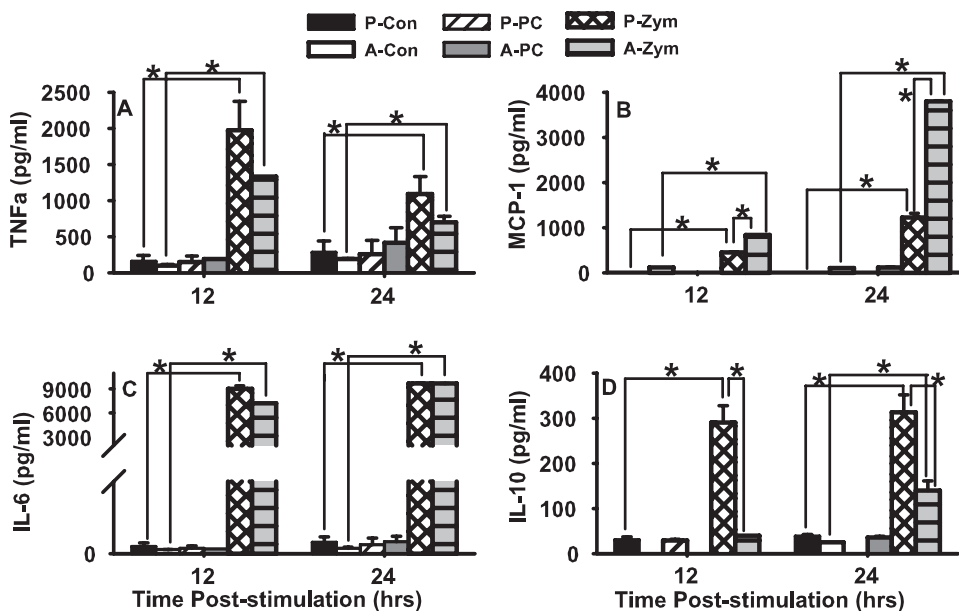 P-Con P-PC P-Zym
A-Con A-PC A-Zym
A
TNFa (pg/ml)
2500
2000
1500
1000
500
0
12 24
* * * *
B
MCP-1 (pg/ml)
4000
3000
2000
1000
0
12 24
* * * * * *
C
IL-6 (pg/ml)
9000
6000
3000
0
12 24
* * * *
Time Post-stimulation (hrs)
D
IL-10 (pg/ml)
400
300
200
100
0
12 24
* * * * *
Time Post-stimulation (hrs)